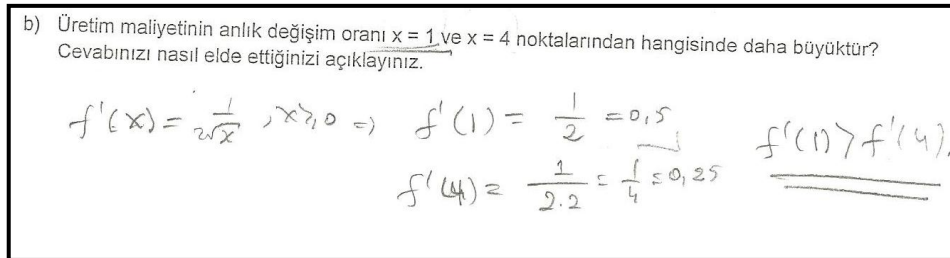 b) Üretim maliyetinin anlık değişim oranı x = 1 ve x = 4 noktalarından hangisinde daha büyüktür?
Cevabınızı nasıl elde ettiğinizi açıklayınız.
f'(x) = 1/2√x , x≥0 => f'(1) = 1/2 = 0,5
f'(1) > f'(4).
f'(4) = 1/2.2 = 1/4 = 0,25